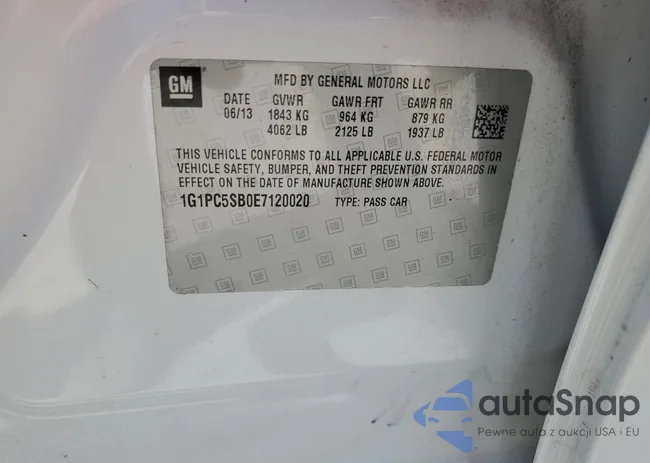 GM
MFD BY GENERAL MOTORS LLC
DATE GVWR GAWR FRT GAWR RR
06/13 1843 KG 964 KG 879 KG
4062 LB 2125 LB 1937 LB
THIS VEHICLE CONFORMS TO ALL APPLICABLE U.S. FEDERAL MOTOR
VEHICLE SAFETY, BUMPER, AND THEFT PREVENTION STANDARDS IN
EFFECT ON THE DATE OF MANUFACTURE SHOWN ABOVE.
1G1PC5SB0E7120020 TYPE: PASS CAR
autoSnap
Pewne auto z aukcji USA i EU